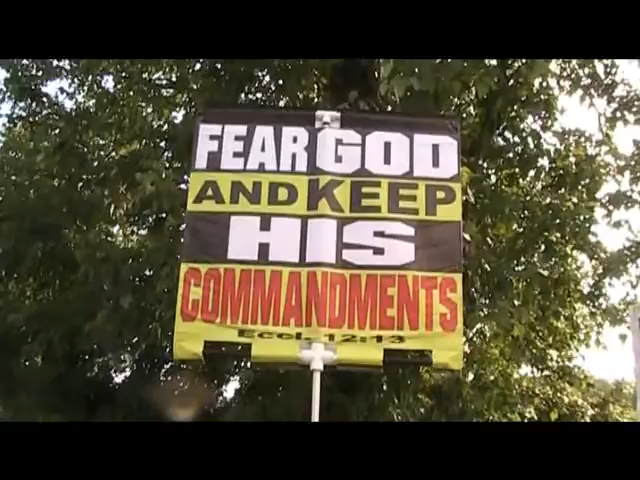 FEAR GOD
AND KEEP
HIS
COMMANDMENTS
Eccl. 12:13